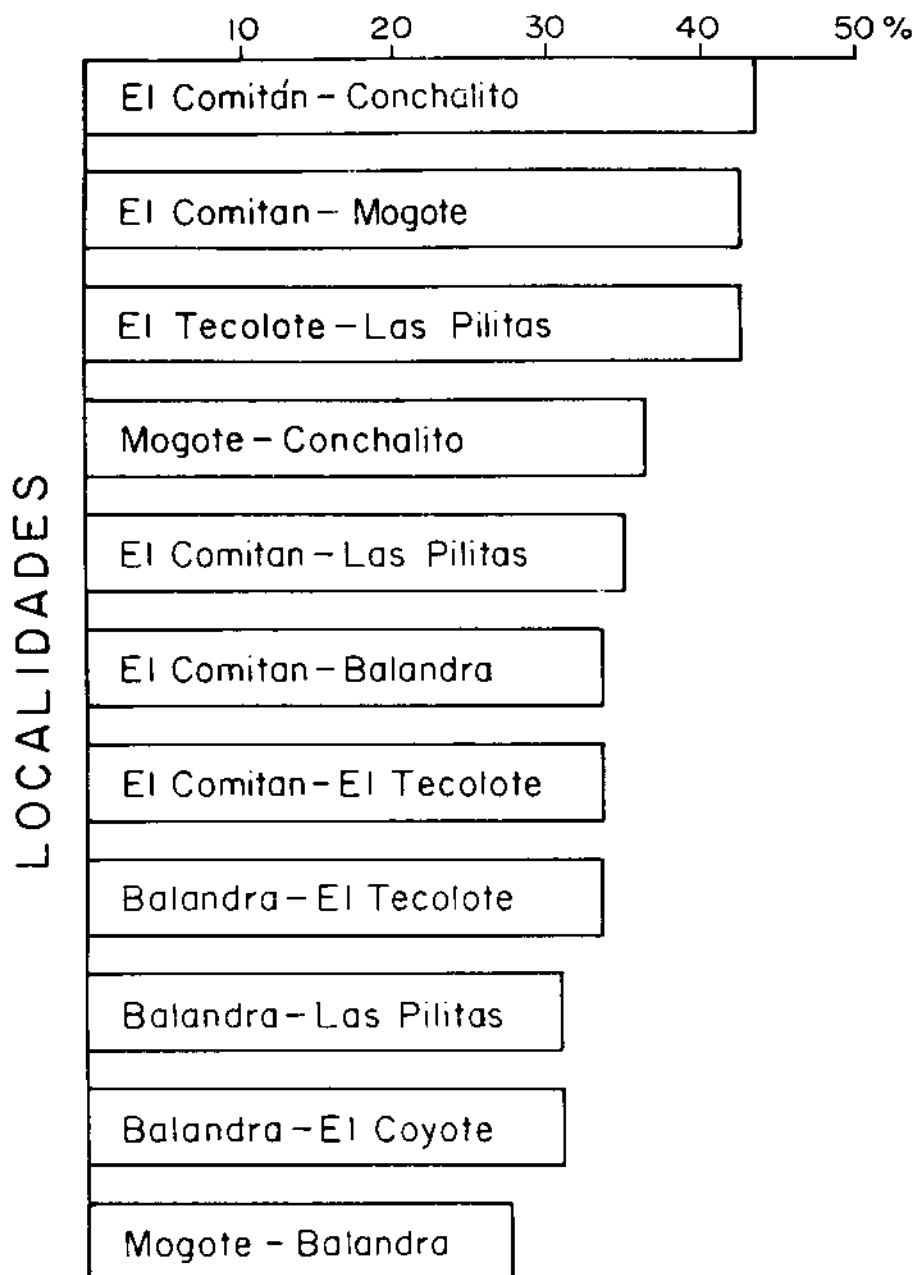 10 20 30 40 50 %
El Comitán - Conchalito
El Comitan - Mogote
El Tecolote - Las Pilitas
Mogote - Conchalito
El Comitan - Las Pilitas
El Comitan - Balandra
El Comitan - El Tecolote
Balandra - El Tecolote
Balandra - Las Pilitas
Balandra - El Coyote
Mogote - Balandra
LOCALIDADES